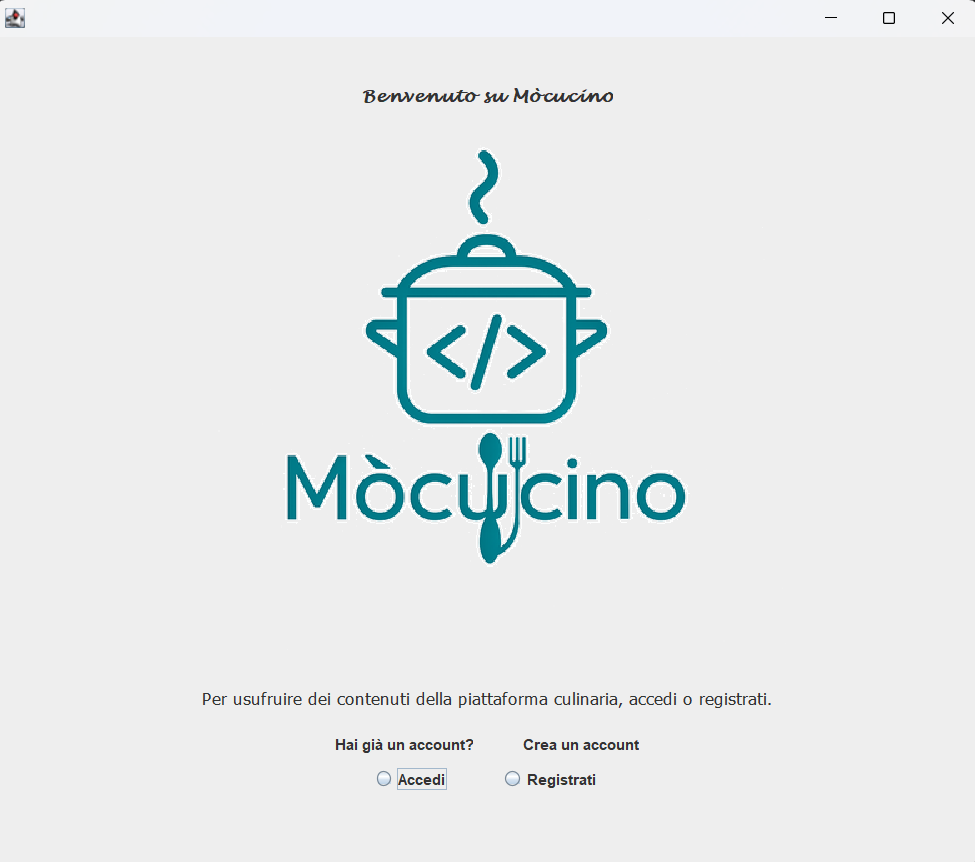 Benvenuto su Mòcucino
</>
Mòcucino
Per usufruire dei contenuti della piattaforma culinaria, accedi o registrati.
Hai già un account? Crea un account
Accedi Registrati